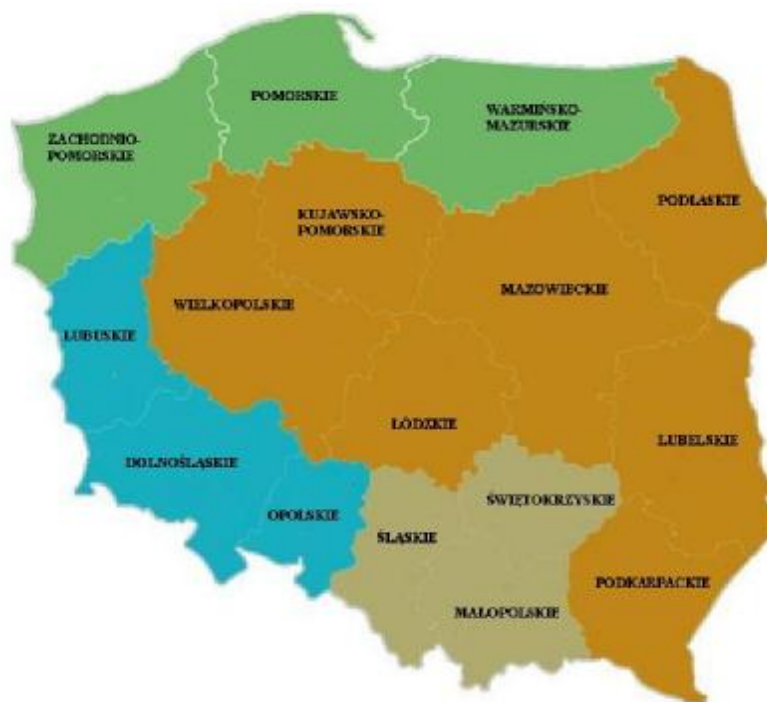 POMORSKIE
WARMIŃSKO-
MAZURSKIE
ZACHODNIO-
POMORSKIE
PODLASKIE
KUJAWSKO-
POMORSKIE
MAZOWIECKIE
WIELKOPOLSKIE
LUBUSKIE
ŁÓDZKIE
LUBELSKIE
DOLNOŚLĄSKIE
ŚWIĘTOKRZYSKIE
OPOLSKIE
ŚLĄSKIE
PODKARPACKIE
MAŁOPOLSKIE